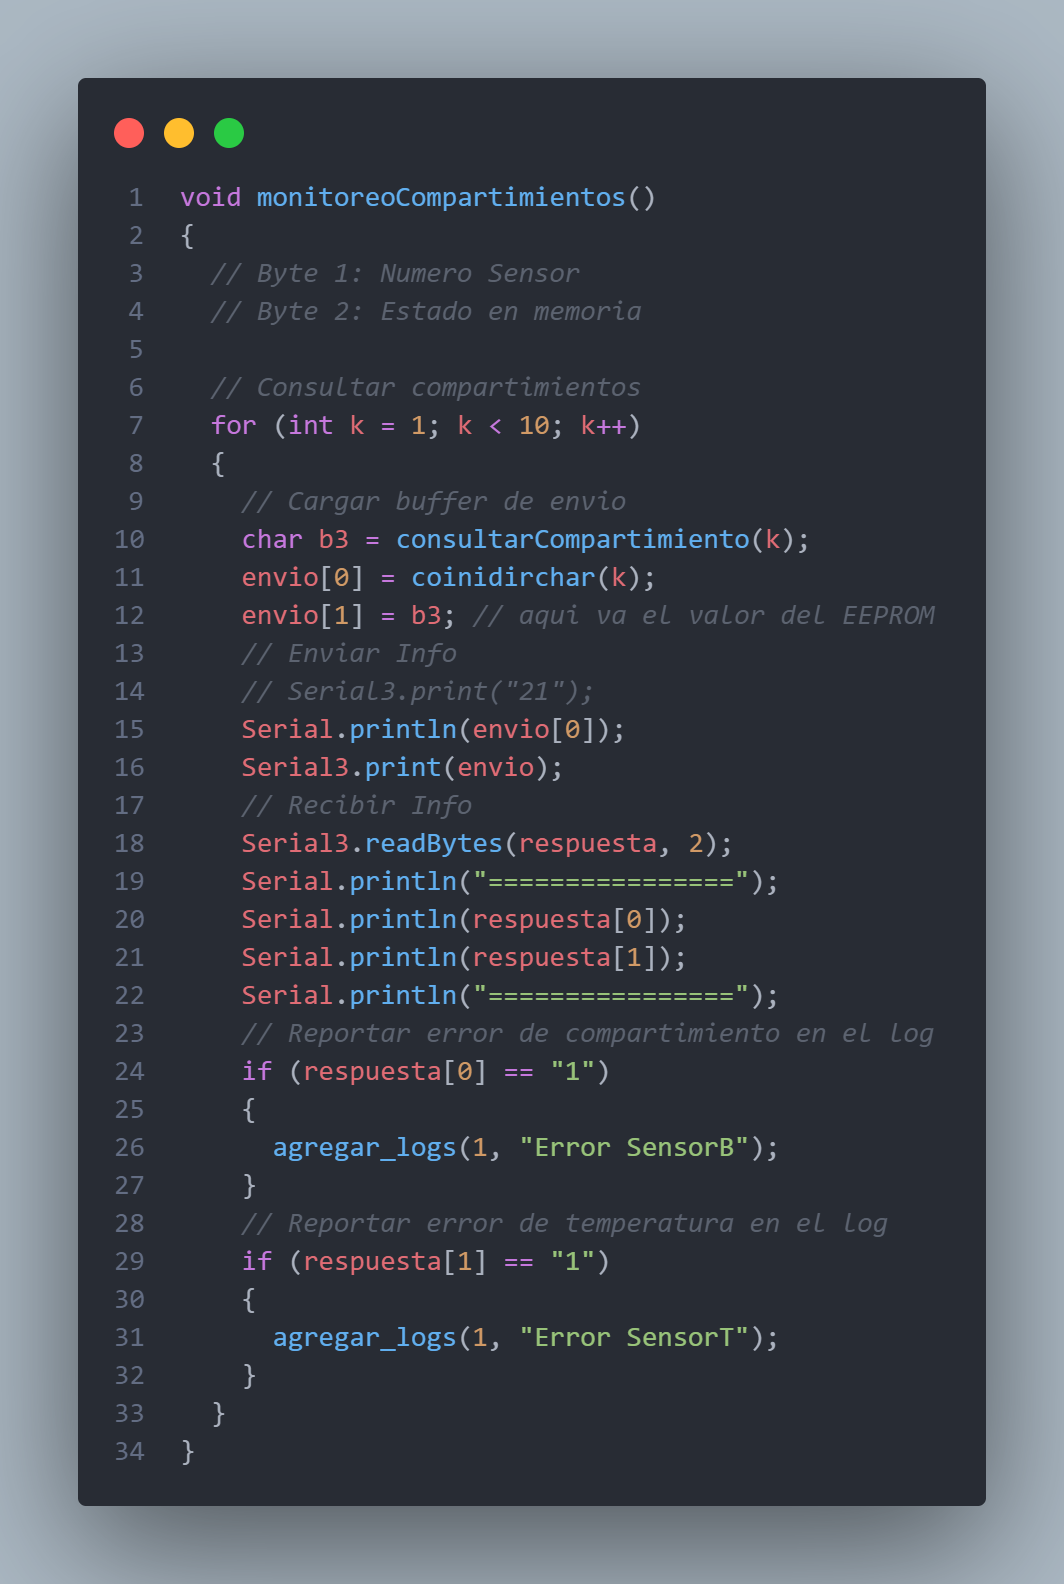 1 void monitoreoCompartimientos()
2 {
3 // Byte 1: Numero Sensor
4 // Byte 2: Estado en memoria
5
6 // Consultar compartimientos
7 for (int k = 1; k < 10; k++)
8 {
9 // Cargar buffer de envio
10 char b3 = consultarCompartimiento(k);
11 envio[0] = coinidirchar(k);
12 envio[1] = b3; // aqui va el valor del EEPROM
13 // Enviar Info
14 // Serial3.print("21");
15 Serial.println(envio[0]);
16 Serial3.print(envio);
17 // Recibir Info
18 Serial3.readBytes(respuesta, 2);
19 Serial.println("================");
20 Serial.println(respuesta[0]);
21 Serial.println(respuesta[1]);
22 Serial.println("================");
23 // Reportar error de compartimiento en el log
24 if (respuesta[0] == "1")
25 {
26 agregar_logs(1, "Error SensorB");
27 }
28 // Reportar error de temperatura en el log
29 if (respuesta[1] == "1")
30 {
31 agregar_logs(1, "Error SensorT");
32 }
33 }
34 }